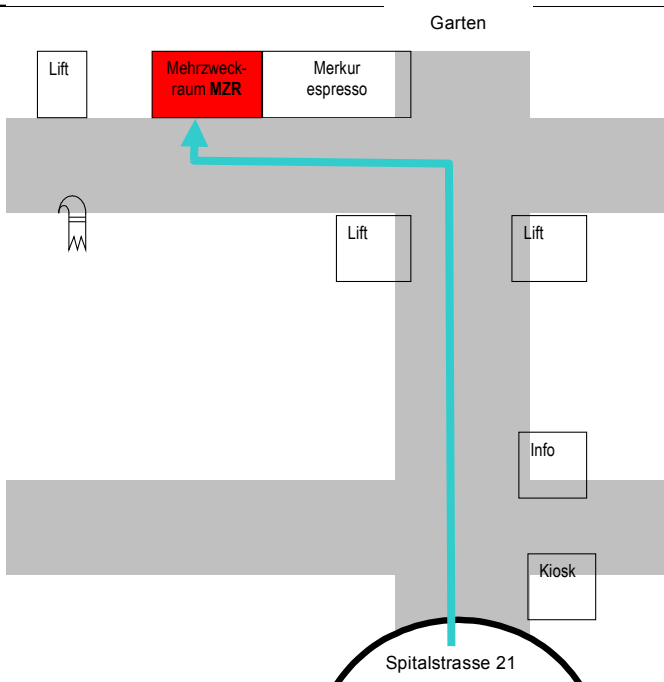 Garten
Lift
Mehrzweck-
raum MZR
Merkur
espresso
Lift
Lift
Info
Kiosk
Spitalstrasse 21